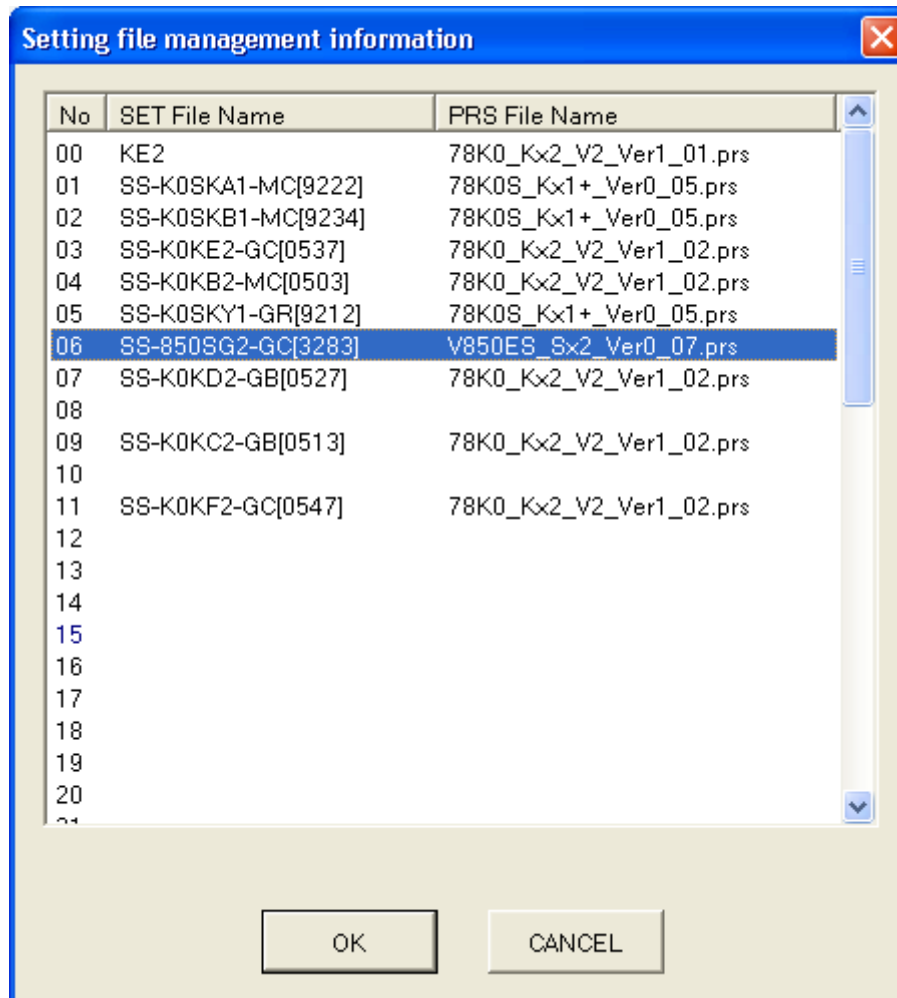 Setting file management information
No SET File Name PRS File Name
00 KE2 78K0_Kx2_V2_Ver1_01.prs
01 SS-K0SKA1-MC[9222] 78K0S_Kx1+_Ver0_05.prs
02 SS-K0SKB1-MC[9234] 78K0S_Kx1+_Ver0_05.prs
03 SS-K0KE2-GC[0537] 78K0_Kx2_V2_Ver1_02.prs
04 SS-K0KB2-MC[0503] 78K0_Kx2_V2_Ver1_02.prs
05 SS-K0SKY1-GR[9212] 78K0S_Kx1+_Ver0_05.prs
06 SS-850SG2-GC[3283] V850ES_Sx2_Ver0_07.prs
07 SS-K0KD2-GB[0527] 78K0_Kx2_V2_Ver1_02.prs
08
09 SS-K0KC2-GB[0513] 78K0_Kx2_V2_Ver1_02.prs
10
11 SS-K0KF2-GC[0547] 78K0_Kx2_V2_Ver1_02.prs
12
13
14
15
16
17
18
19
20
21
OK CANCEL